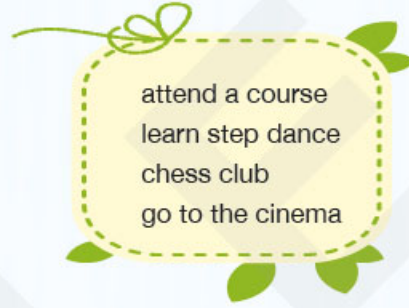 attend a course
learn step dance
chess club
go to the cinema